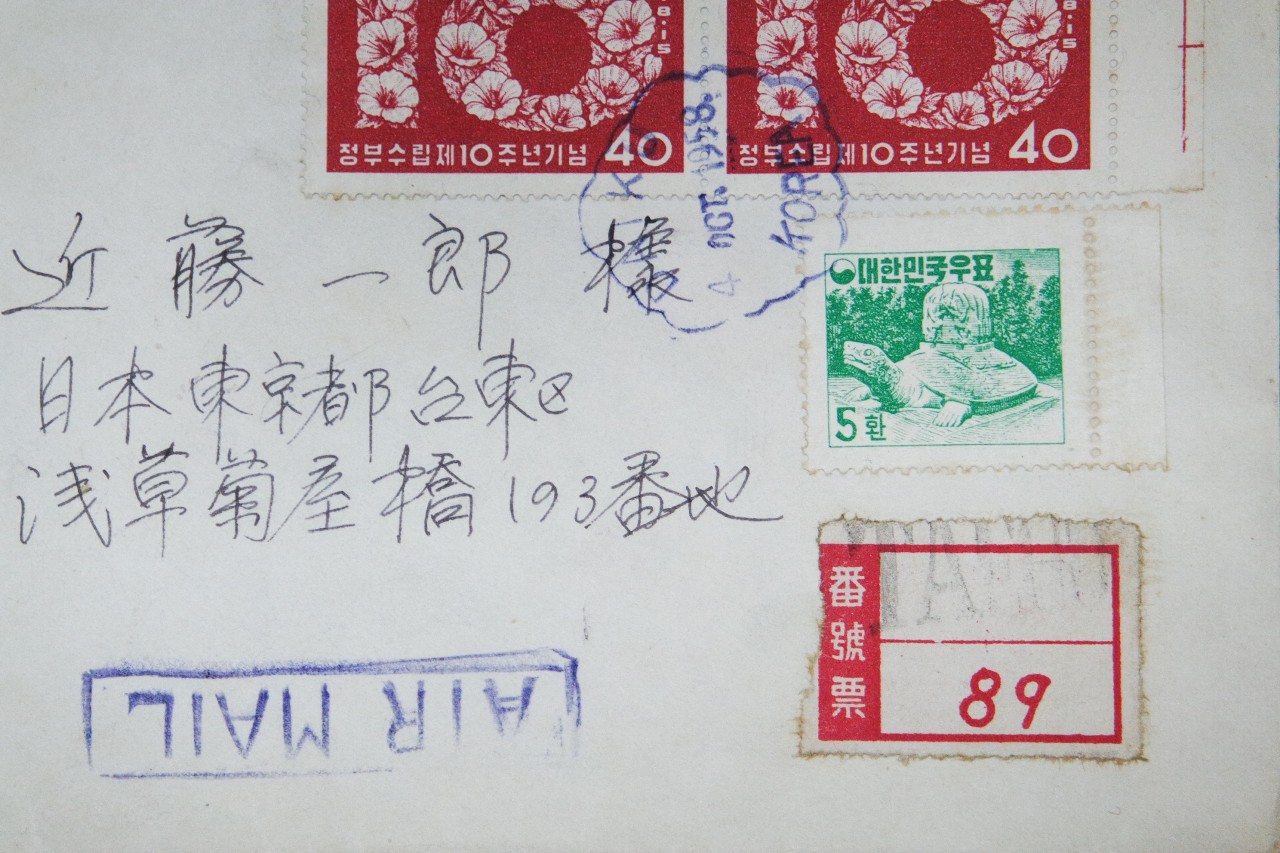 10 8·15
정부수립제10주년기념 40
10 8·15
정부수립제10주년기념 40
4 OCT. 1958.
KOREA
近藤一郎 様
日本東京都台東区
浅草菊屋橋193番地
대한민국우표
5환
番號票
89
AIR MAIL